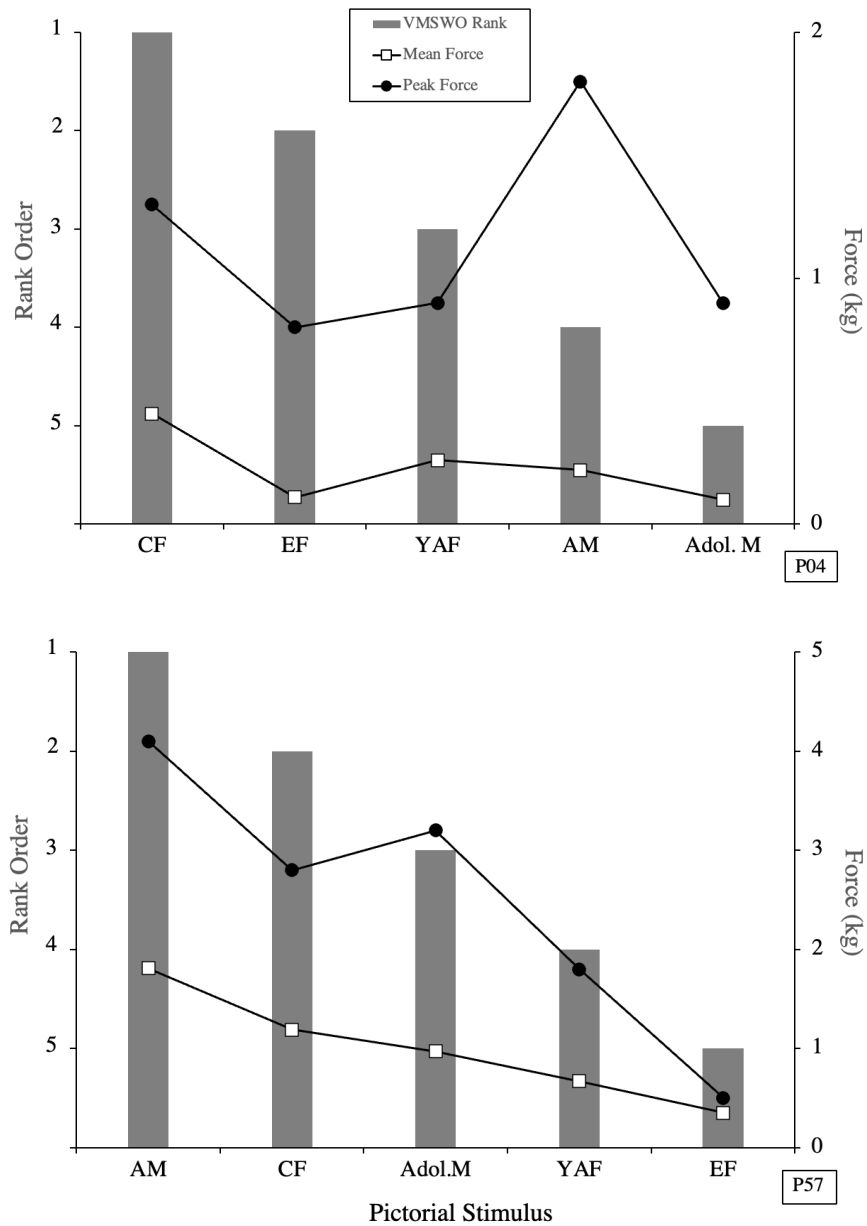 VMSWO Rank
Mean Force
Peak Force
1
2
3
4
5
Rank Order
2
1
0
Force (kg)
CF EF YAF AM Adol. M
P04
1
2
3
4
5
Rank Order
5
4
3
2
1
0
Force (kg)
AM CF Adol.M YAF EF
P57
Pictorial Stimulus